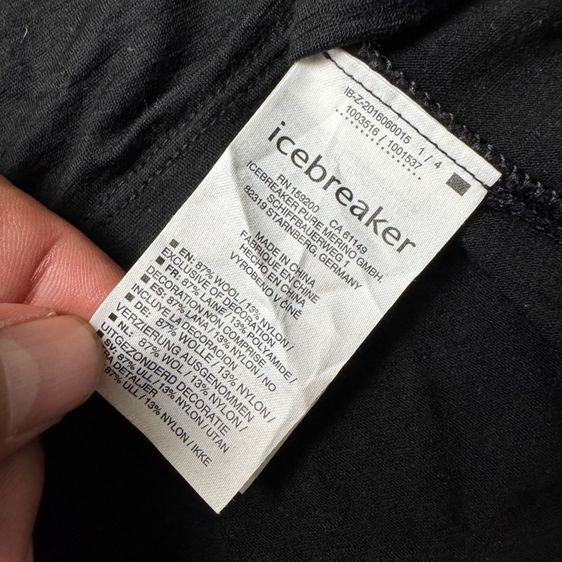 IB-Z-2016060015 1 / 4
1003516 / 1001537
icebreaker
RN 159200 CA 61149
ICEBREAKER PURE MERINO GMBH.
SCHIFFBAUERWEG 1
82319 STARNBERG, GERMANY
MADE IN CHINA
FABRIQUÉ EN CHINE
HECHO EN CHINA
VYROBENO V ČÍNĚ
EN: 87% WOOL / 13% NYLON /
EXCLUSIVE OF DECORATION
FR: 87% LAINE / 13% POLYAMIDE /
DECORATION NON COMPRISE
ES: 87% LANA / 13% NYLON / NO
INCLUYE DECORACIÓN
DE: 87% WOLLE / 13% NYLON /
VERZIERUNG AUSGENOMMEN
NL: 87% WOL / 13% NYLON /
UITGEZONDERD DECORATIE
SV: 87% ULL / 13% NYLON / UTAN
DETALJER
87% ULL / 13% NYLON / IKKE